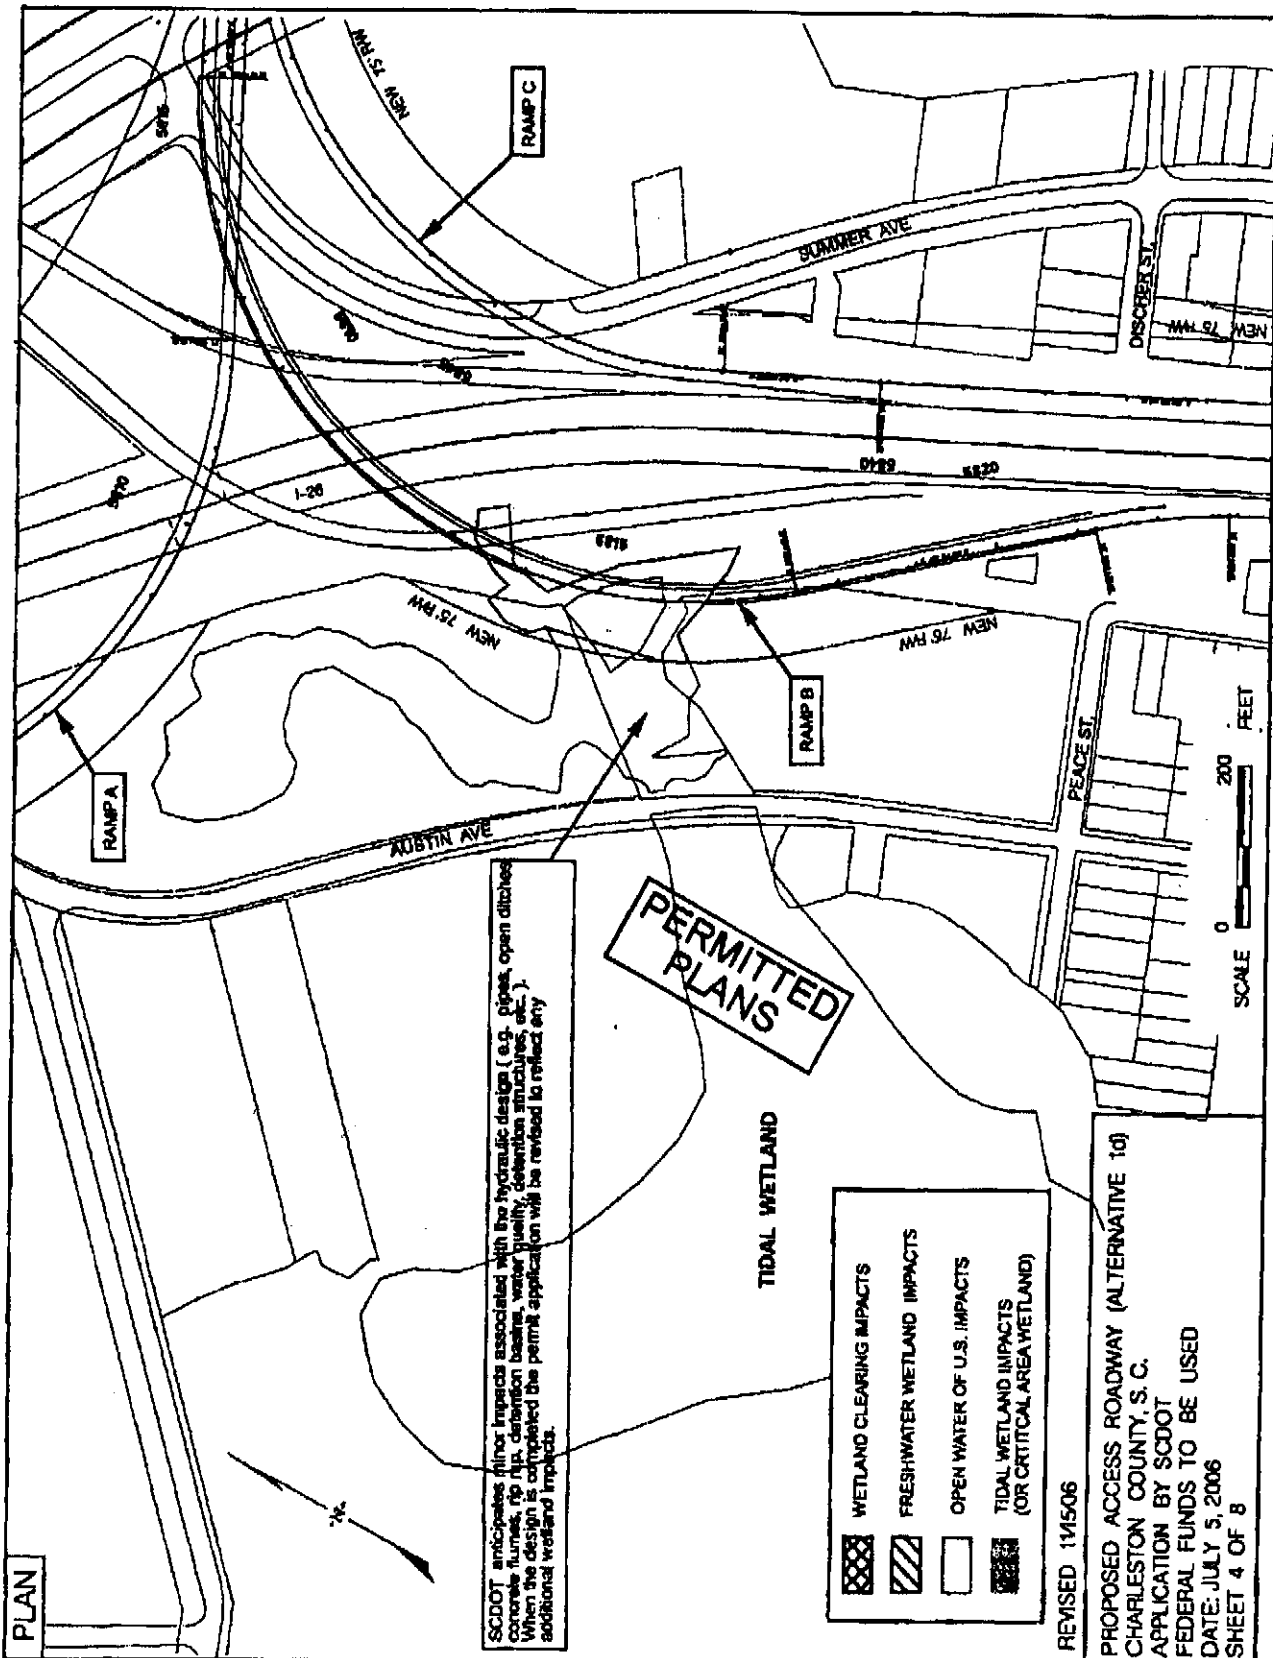 PLAN
NEW 75' R/W
RAMP C
SUMMER AVE
DISCHER ST.
NEW 75' R/W
I-26
NEW 75' R/W
RAMP A
AUSTIN AVE
RAMP B
NEW 75' R/W
PEACE ST.
SCDOT anticipates minor impacts associated with the hydraulic design ( e.g. pipes, open ditches
concrete flumes, rip rap, detention basins, water quality, detention structures, etc. ).
When the design is completed the permit application will be revised to reflect any
additional wetland impacts.
PERMITTED
PLANS
TIDAL WETLAND
WETLAND CLEARING IMPACTS
FRESHWATER WETLAND IMPACTS
OPEN WATER OF U.S. IMPACTS
TIDAL WETLAND IMPACTS
(OR CRTITCAL AREA WETLAND)
SCALE 0 200 FEET
REVISED
PROPOSED ACCESS ROADWAY (ALTERNATIVE 1d)
CHARLESTON COUNTY, S. C.
APPLICATION BY SCDOT
FEDERAL FUNDS TO BE USED
DATE: JULY 5, 2006
SHEET 4 OF 8